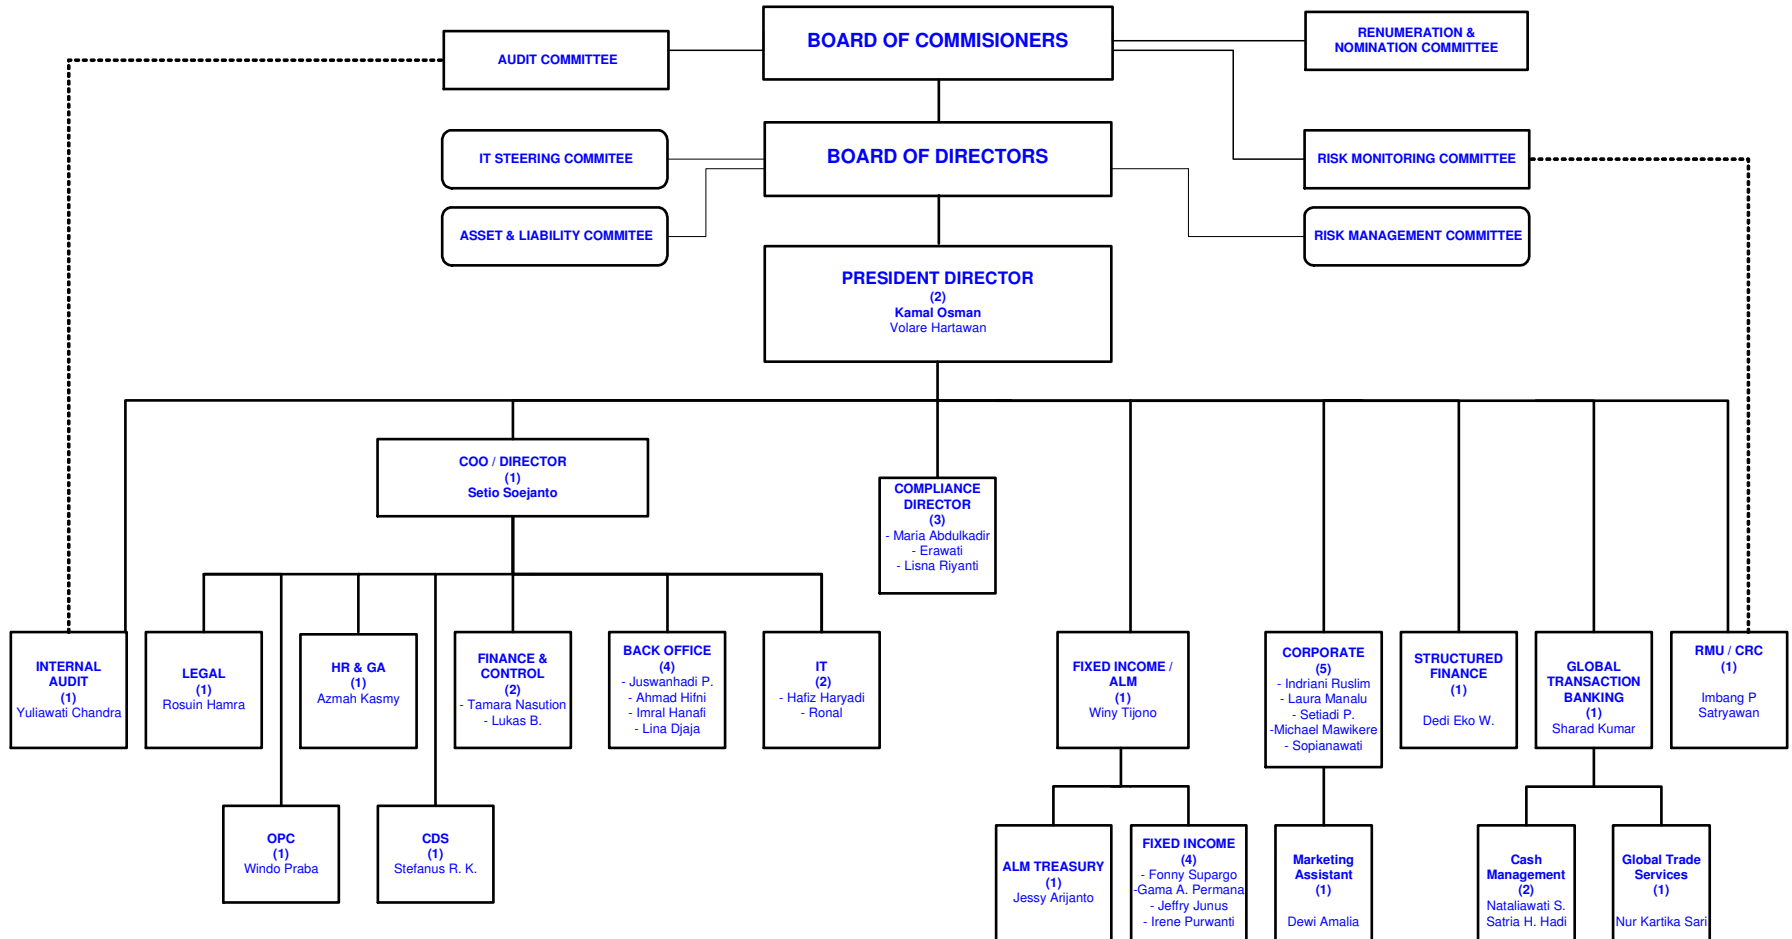 BOARD OF COMMISIONERS
AUDIT COMMITTEE
RENUMERATION &
NOMINATION COMMITTEE
BOARD OF DIRECTORS
IT STEERING COMMITEE
RISK MONITORING COMMITTEE
ASSET & LIABILITY COMMITEE
RISK MANAGEMENT COMMITTEE
PRESIDENT DIRECTOR
(2)
Kamal Osman
Volare Hartawan
COO / DIRECTOR
(1)
Setio Soejanto
COMPLIANCE
DIRECTOR
(3)
- Maria Abdulkadir
- Erawati
- Lisna Riyanti
INTERNAL
AUDIT
(1)
Yuliawati Chandra
LEGAL
(1)
Rosuin Hamra
HR & GA
(1)
Azmah Kasmy
FINANCE &
CONTROL
(2)
- Tamara Nasution
- Lukas B.
BACK OFFICE
(4)
- Juswanhadi P.
- Ahmad Hifni
- Imral Hanafi
- Lina Djaja
IT
(2)
- Hafiz Haryadi
- Ronal
FIXED INCOME /
ALM
(1)
Winy Tijono
CORPORATE
(5)
- Indriani Ruslim
- Laura Manalu
- Setiadi P.
-Michael Mawikere
- Sopianawati
STRUCTURED
FINANCE
(1)
Dedi Eko W.
GLOBAL
TRANSACTION
BANKING
(1)
Sharad Kumar
RMU / CRC
(1)
Imbang P
Satryawan
OPC
(1)
Windo Praba
CDS
(1)
Stefanus R. K.
ALM TREASURY
(1)
Jessy Arijanto
FIXED INCOME
(4)
- Fonny Supargo
-Gama A. Permana
- Jeffry Junus
- Irene Purwanti
Marketing
Assistant
(1)
Dewi Amalia
Cash
Management
(2)
Nataliawati S.
Satria H. Hadi
Global Trade
Services
(1)
Nur Kartika Sari